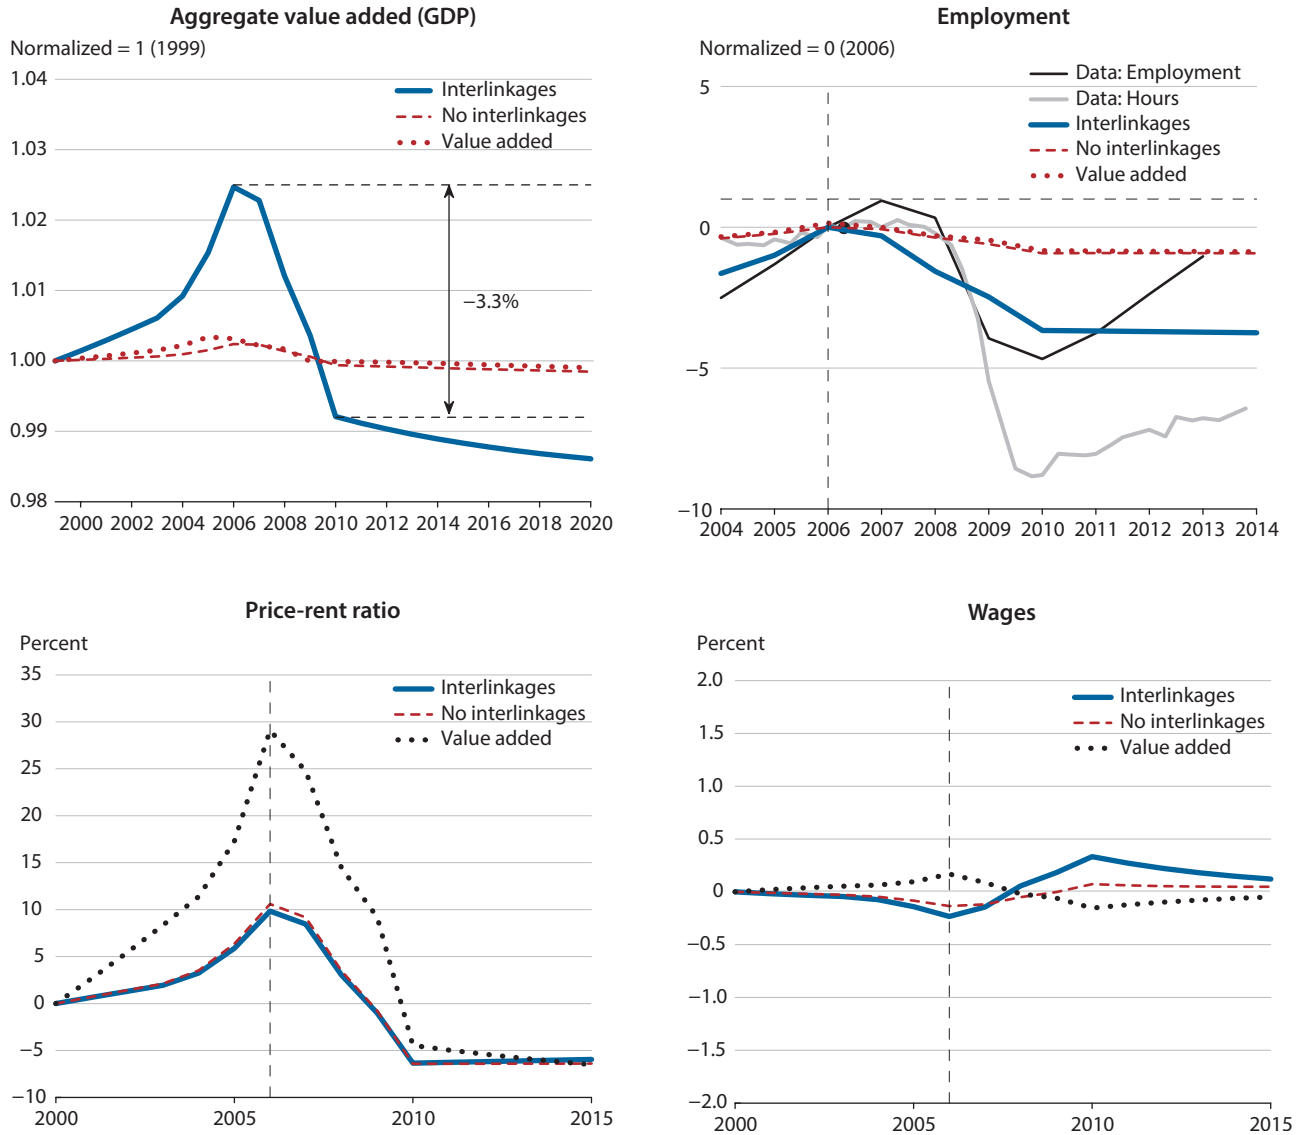 Aggregate value added (GDP)
Normalized = 1 (1999)
1.04
1.03
1.02
1.01
1.00
0.99
0.98
Interlinkages
No interlinkages
Value added
−3.3%
2000 2002 2004 2006 2008 2010 2012 2014 2016 2018 2020
Employment
Normalized = 0 (2006)
5
0
−5
−10
Data: Employment
Data: Hours
Interlinkages
No interlinkages
Value added
2004 2005 2006 2007 2008 2009 2010 2011 2012 2013 2014
Price-rent ratio
Percent
35
30
25
20
15
10
5
0
−5
−10
Interlinkages
No interlinkages
Value added
2000 2005 2010 2015
Wages
Percent
2.0
1.5
1.0
0.5
0
−0.5
−1.0
−1.5
−2.0
Interlinkages
No interlinkages
Value added
2000 2005 2010 2015